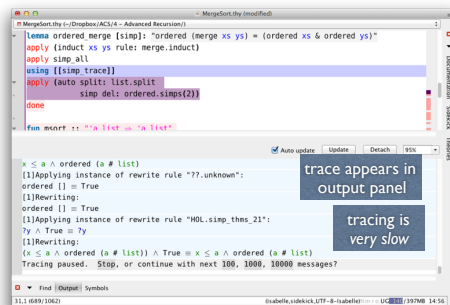 MergeSort.thy (modified)
MergeSort.thy (~/Dropbox/ACS/4 – Advanced Recursion/)
lemma ordered_merge [simp]: "ordered (merge xs ys) = (ordered xs & ordered ys)"
apply (induct xs ys rule: merge.induct)
apply simp_all
using [[simp_trace]]
apply (auto split: list.split
simp del: ordered.simps(2))
done
fun msort :: "'a list ⇒ 'a list"
Documentation
Sidekick
Theories
Auto update Update Detach 95%
x ≤ a ∧ ordered (a # list)
[1]Applying instance of rewrite rule "??.unknown":
ordered [] ≡ True
[1]Rewriting:
ordered [] ≡ True
[1]Applying instance of rewrite rule "HOL.simp_thms_21":
?y ∧ True ≡ ?y
[1]Rewriting:
(x ≤ a ∧ ordered (a # list)) ∧ True ≡ x ≤ a ∧ ordered (a # list)
Tracing paused. Stop, or continue with next 100, 1000, 10000 messages?
trace appears in
output panel
tracing is
very slow
Find Output Symbols
31,1 (689/1062) (isabelle,sidekick,UTF-8-Isabelle) 397MB 14:56